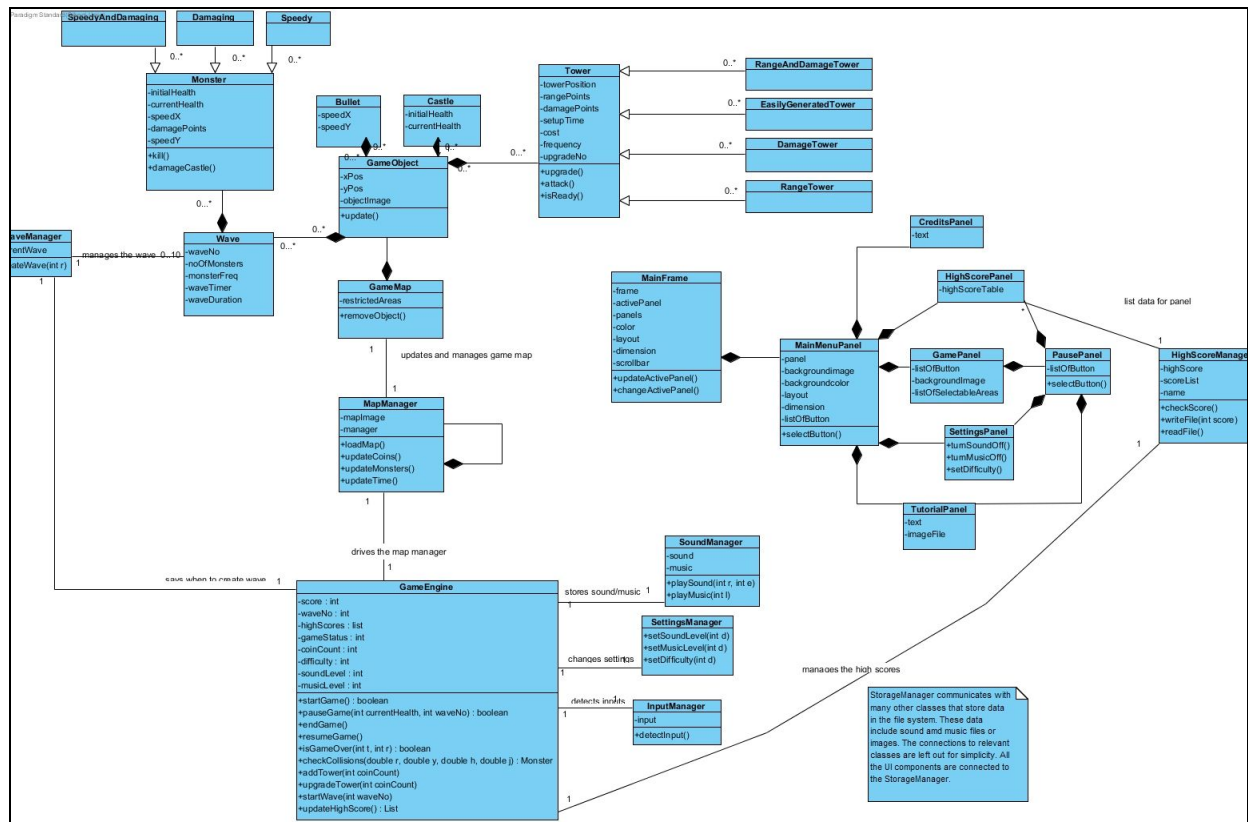 Paradigm Standard
SpeedyAndDamaging
Damaging
Speedy
0..*
0..*
0..*
Monster
-initialHealth
-currentHealth
-speedX
-damagePoints
-speedY
+kill()
+damageCastle()
Bullet
-speedX
-speedY
Castle
-initialHealth
-currentHealth
0..*
0..*
GameObject
-xPos
-yPos
-objectImage
+update()
0..*
Tower
-towerPosition
-rangePoints
-damagePoints
-setupTime
-cost
-frequency
-upgradeNo
+upgrade()
+attack()
+isReady()
0..*
RangeAndDamageTower
0..*
EasilyGeneratedTower
0..*
DamageTower
0..*
RangeTower
0...*
aveManager
rentWave
ateWave(int r)
1
1
manages the wave 0..10
Wave
-waveNo
-noOfMonsters
-monsterFreq
-waveTimer
-waveDuration
0..*
0...*
GameMap
-restrictedAreas
+removeObject()
1
updates and manages game map
1
MapManager
-mapImage
-manager
+loadMap()
+updateCoins()
+updateMonsters()
+updateTime()
1
drives the map manager
1
says when to create wave 1
MainFrame
-frame
-activePanel
-panels
-color
-layout
-dimension
-scrollbar
+updateActivePanel()
+changeActivePanel()
CreditsPanel
-text
HighScorePanel
-highScoreTable
*
list data for panel
1
MainMenuPanel
-panel
-backgroundimage
-backgroundcolor
-layout
-dimension
-listOfButton
+selectButton()
GamePanel
-listOfButton
-backgroundImage
-listOfSelectableAreas
PausePanel
-listOfButton
+selectButton()
SettingsPanel
+turnSoundOff()
+turnMusicOff()
+setDifficulty()
TutorialPanel
-text
-imageFile
HighScoreManage
-highScore
-scoreList
-name
+checkScore()
+writeFile(int score)
+readFile()
1
GameEngine
-score : int
-waveNo : int
-highScores : list
-gameStatus : int
-coinCount : int
-difficulty : int
-soundLevel : int
-musicLevel : int
+startGame() : boolean
+pauseGame(int currentHealth, int waveNo) : boolean
+endGame()
+resumeGame()
+isGameOver(int t, int r) : boolean
+checkCollisions(double r, double y, double h, double j) : Monster
+addTower(int coinCount)
+upgradeTower(int coinCount)
+startWave(int waveNo)
+updateHighScore() : List
stores sound/music 1
1
SoundManager
-sound
-music
+playSound(int r, int e)
+playMusic(int l)
changes settings
1
1
SettingsManager
+setSoundLevel(int d)
+setMusicLevel(int d)
+setDifficulty(int d)
detects inputs
1
1
InputManager
-input
+detectInput()
manages the high scores
1
StorageManager communicates with
many other classes that store data
in the file system. These data
include sound and music files or
images. The connections to relevant
classes are left out for simplicity. All
the UI components are connected to
the StorageManager.